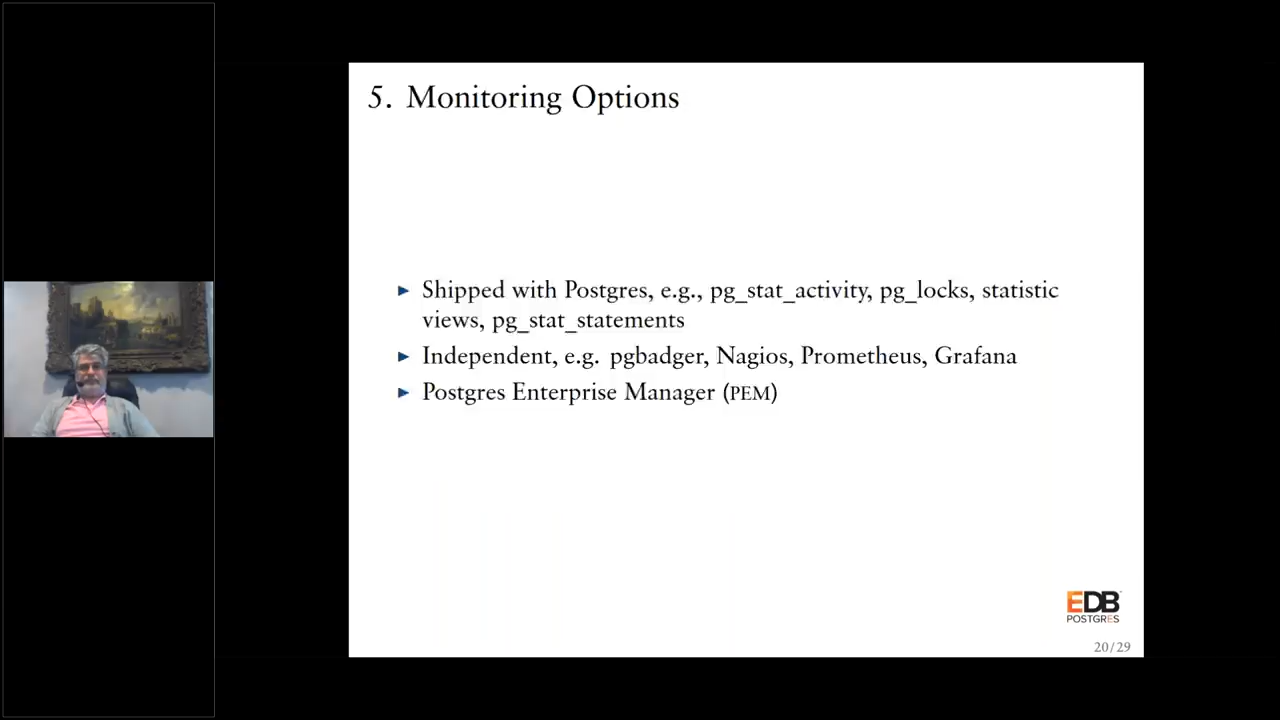 5. Monitoring Options
► Shipped with Postgres, e.g., pg_stat_activity, pg_locks, statistic
views, pg_stat_statements
► Independent, e.g. pgbadger, Nagios, Prometheus, Grafana
► Postgres Enterprise Manager (PEM)
EDB
POSTGRES
20/29